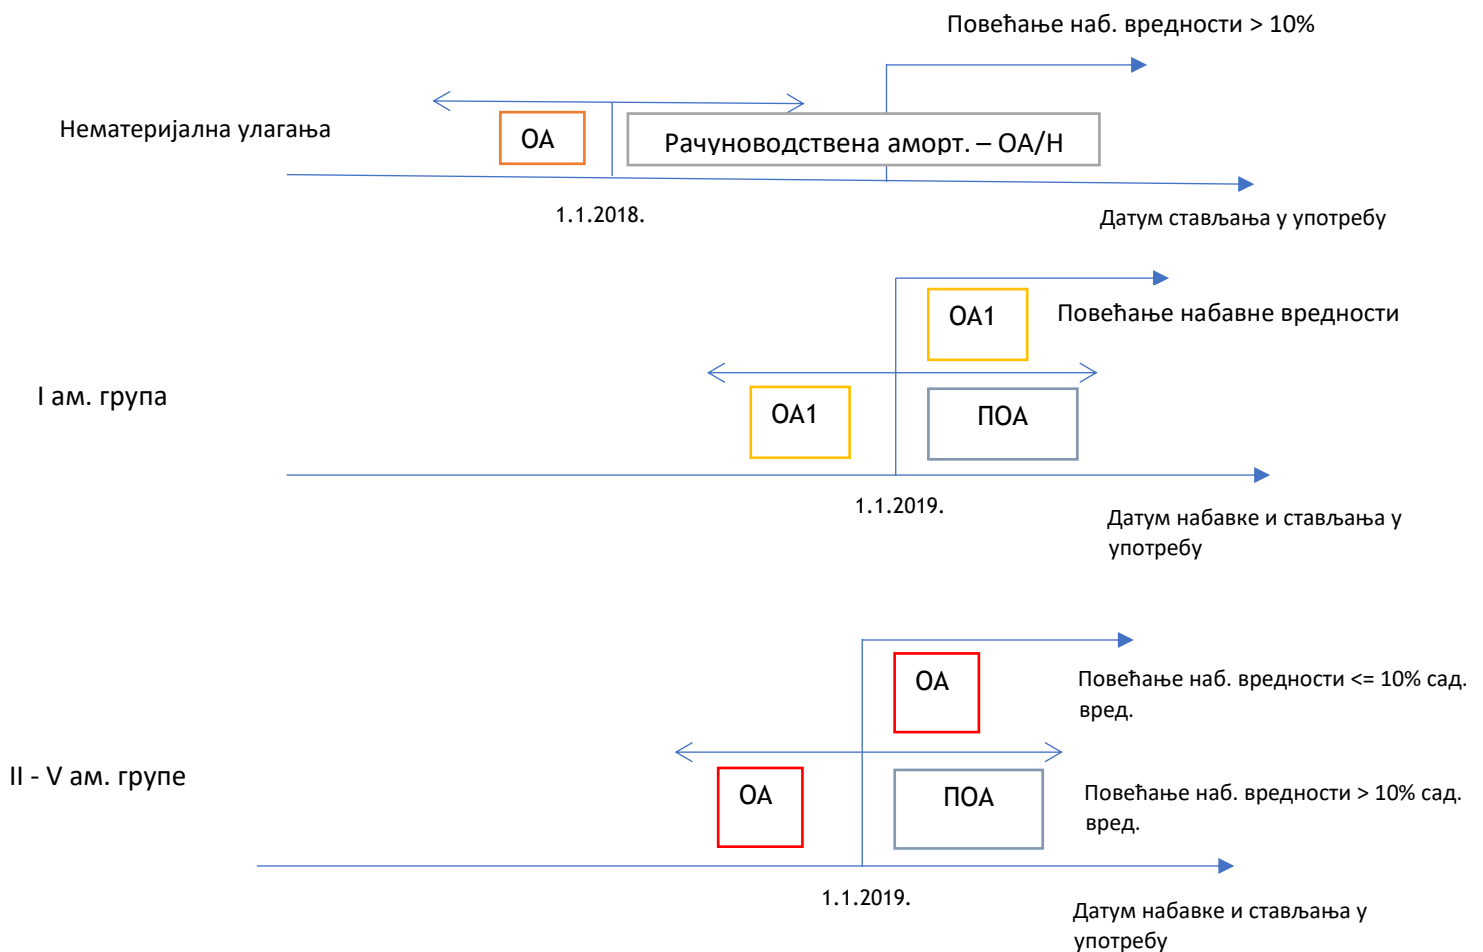 Повећање наб. вредности > 10%
Нематеријална улагања
ОА
Рачуноводствена аморт. – ОА/Н
1.1.2018.
Датум стављања у употребу
ОА1
Повећање набавне вредности
I ам. група
ОА1
ПОА
1.1.2019.
Датум набавке и стављања у
употребу
ОА
Повећање наб. вредности <= 10% сад.
вред.
II - V ам. групе
ОА
ПОА
Повећање наб. вредности > 10% сад.
вред.
1.1.2019.
Датум набавке и стављања у
употребу